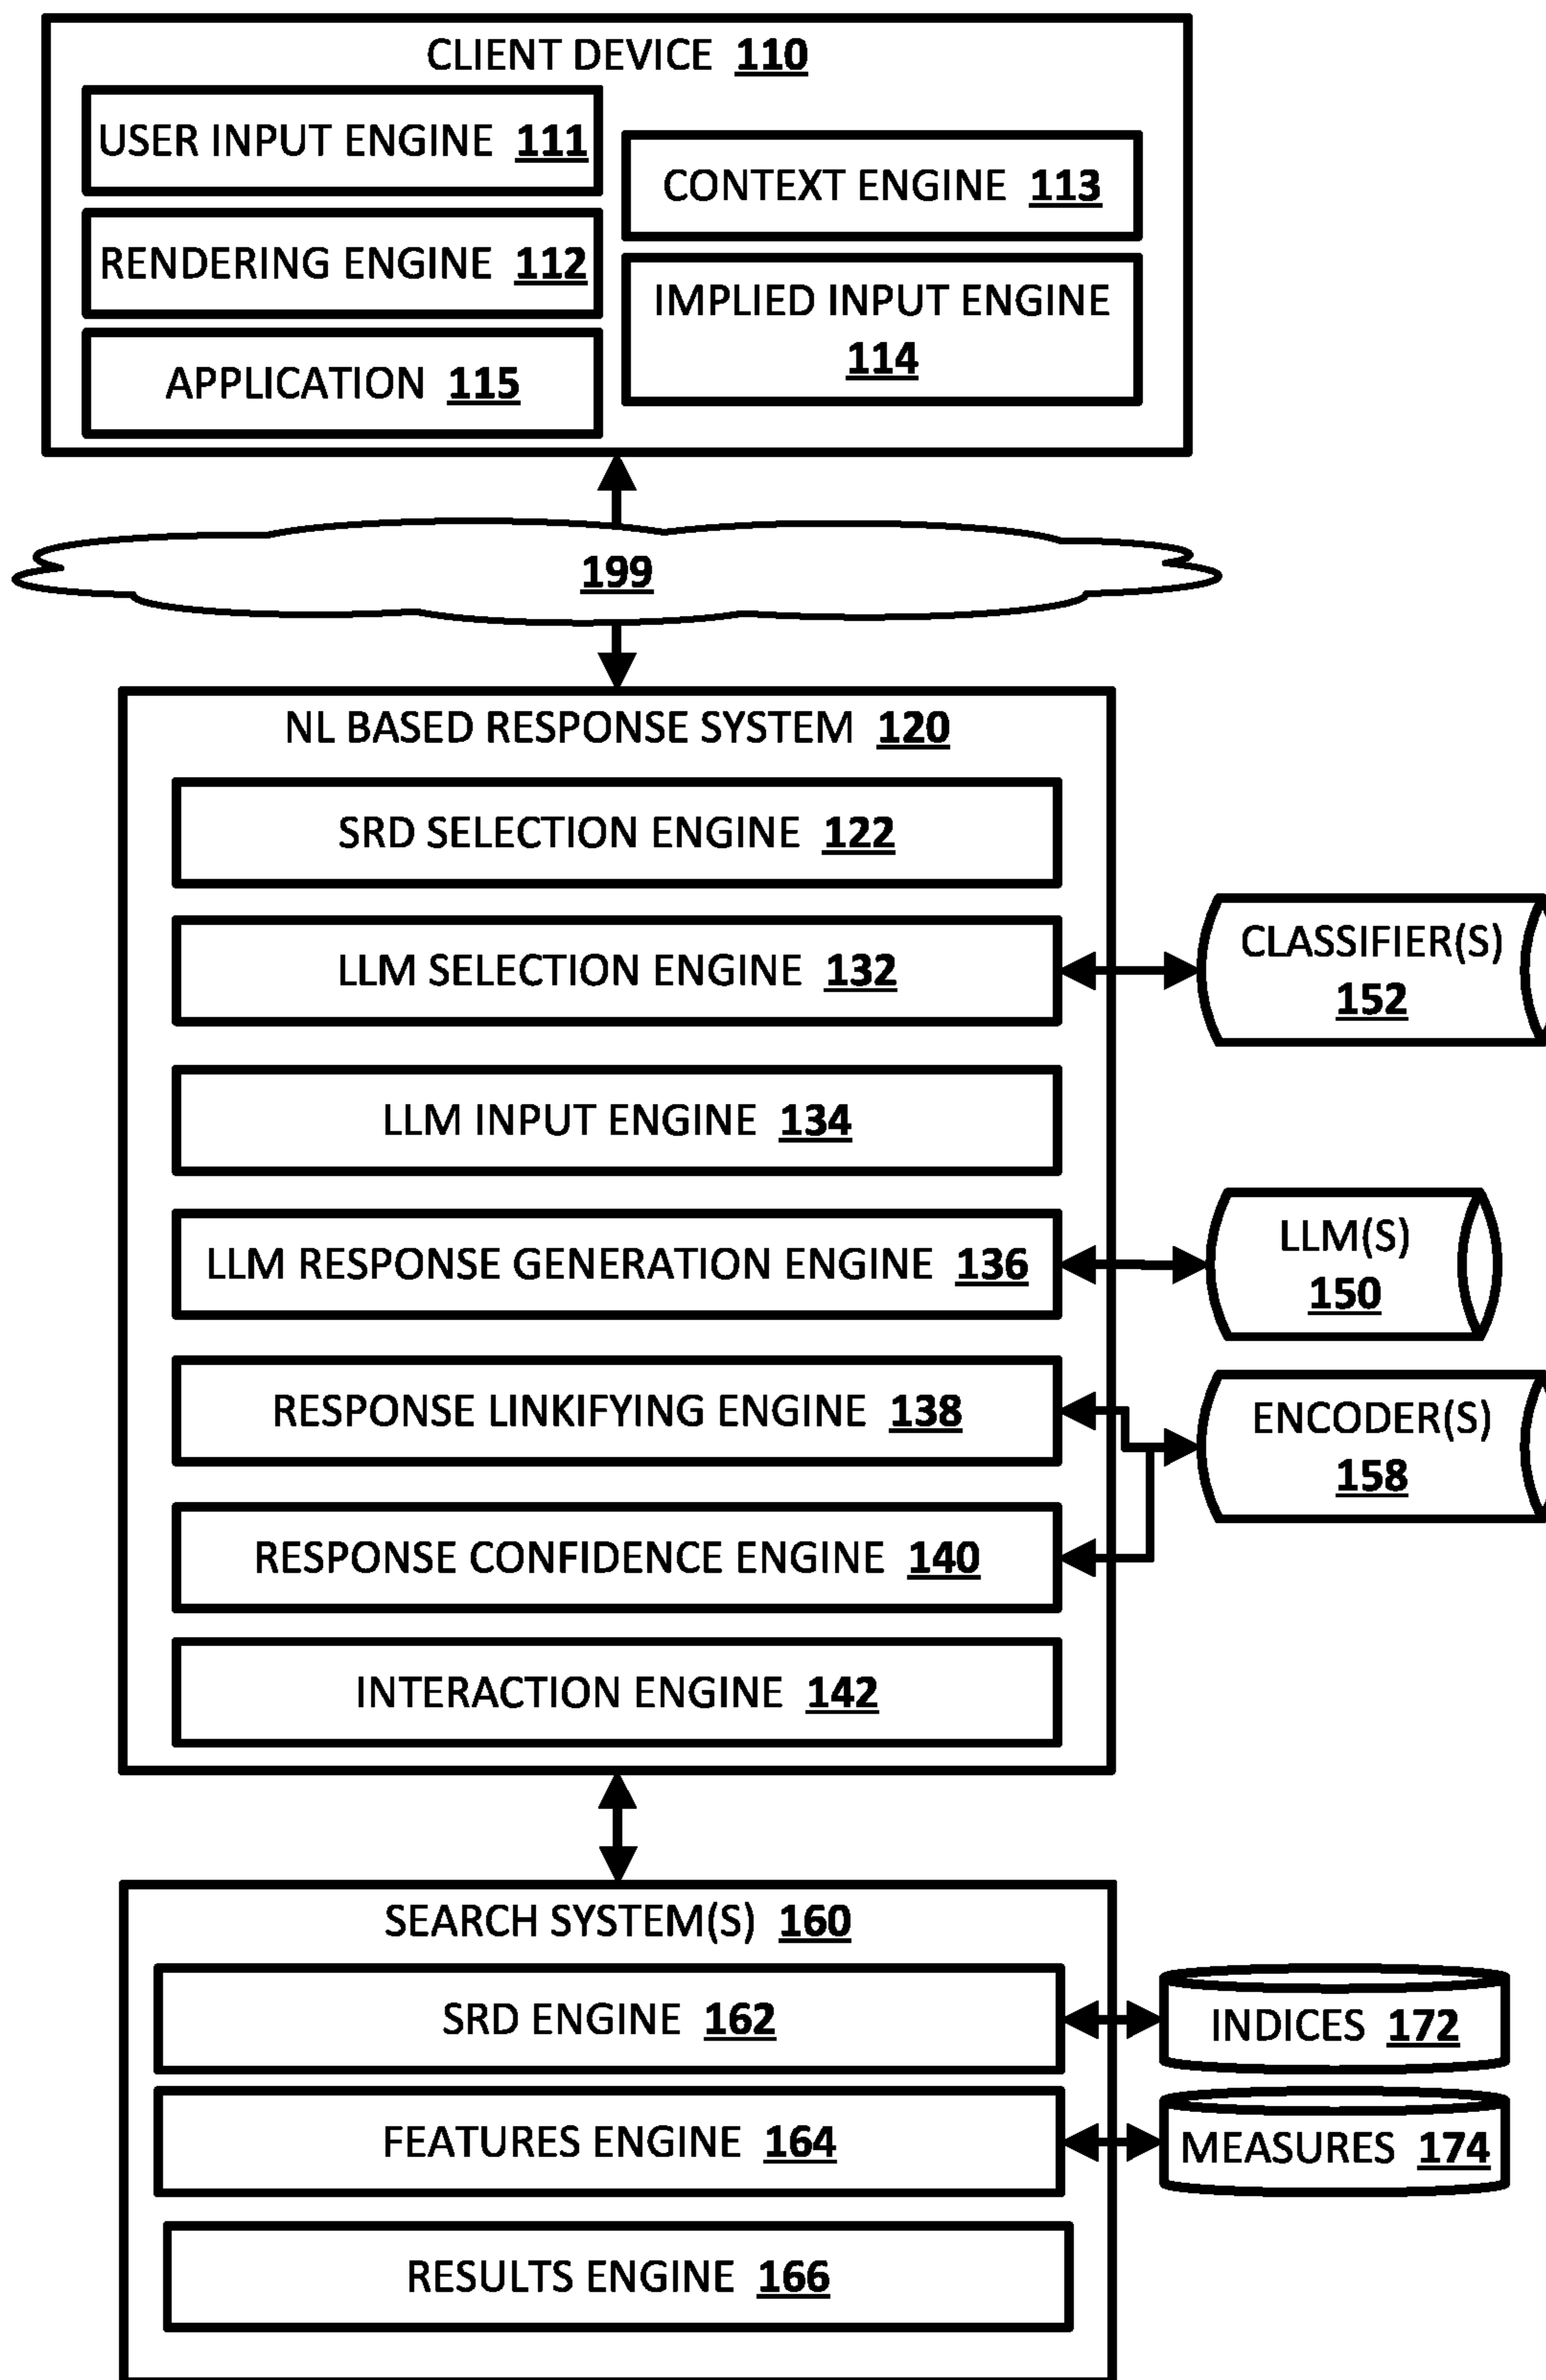 CLIENT DEVICE 110
USER INPUT ENGINE 111
RENDERING ENGINE 112
APPLICATION 115
CONTEXT ENGINE 113
IMPLIED INPUT ENGINE
114
199
NL BASED RESPONSE SYSTEM 120
SRD SELECTION ENGINE 122
LLM SELECTION ENGINE 132
CLASSIFIER(S)
152
LLM INPUT ENGINE 134
LLM RESPONSE GENERATION ENGINE 136
LLM(S)
150
RESPONSE LINKIFYING ENGINE 138
ENCODER(S)
158
RESPONSE CONFIDENCE ENGINE 140
INTERACTION ENGINE 142
SEARCH SYSTEM(S) 160
SRD ENGINE 162
INDICES 172
FEATURES ENGINE 164
MEASURES 174
RESULTS ENGINE 166